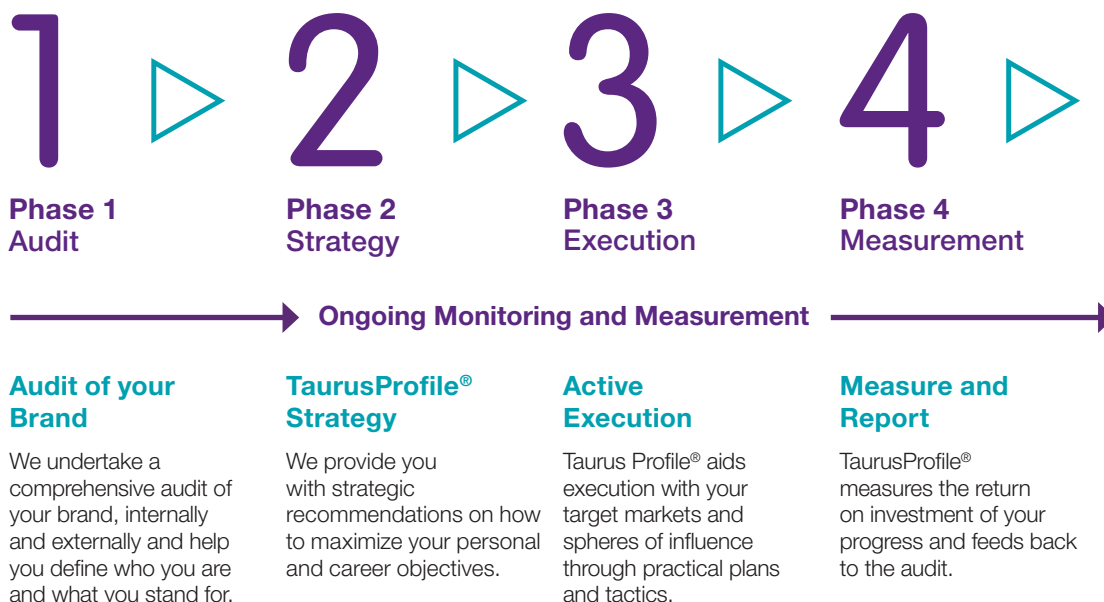 1
2
3
4
Phase 1
Audit
Phase 2
Strategy
Phase 3
Execution
Phase 4
Measurement
Ongoing Monitoring and Measurement
Audit of your
Brand
We undertake a
comprehensive audit of
your brand, internally
and externally and help
you define who you are
and what you stand for.
TaurusProfile®
Strategy
We provide you
with strategic
recommendations on how
to maximize your personal
and career objectives.
Active
Execution
Taurus Profile® aids
execution with your
target markets and
spheres of influence
through practical plans
and tactics.
Measure and
Report
TaurusProfile®
measures the return
on investment of your
progress and feeds back
to the audit.